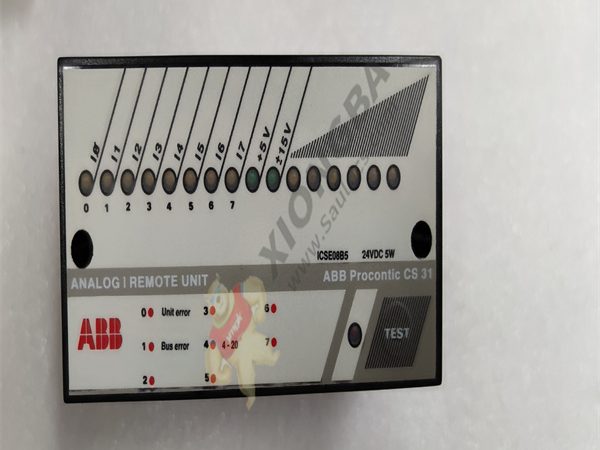 I0 I1 I2 I3 I4 I5 I6 I7 +5V ±15V
0 1 2 3 4 5 6 7
ICSE08B5 24VDC 5W
ANALOG I REMOTE UNIT ABB Procontic CS 31
ABB
0 Unit error 3 6
1 Bus error 4 4-20 7
2 5
TEST